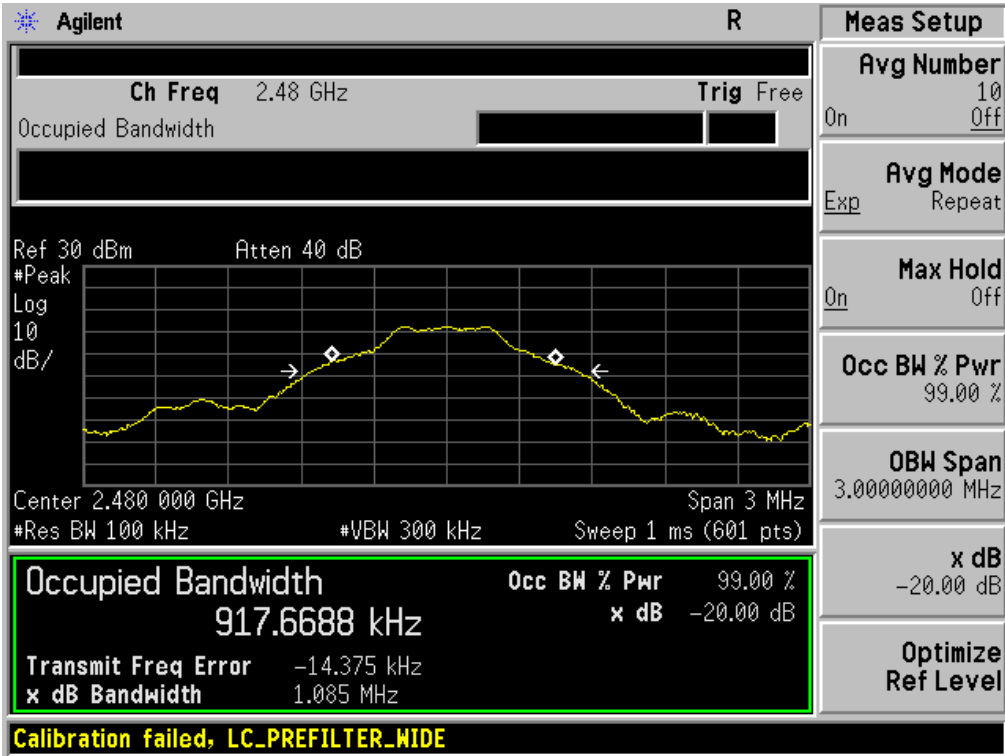 Agilent R Meas Setup
Ch Freq 2.48 GHz Trig Free
Occupied Bandwidth
Ref 30 dBm Atten 40 dB
#Peak
Log
10
dB/
Center 2.480 000 GHz Span 3 MHz
#Res BW 100 kHz #VBW 300 kHz Sweep 1 ms (601 pts)
Occupied Bandwidth Occ BW % Pwr 99.00 %
917.6688 kHz x dB -20.00 dB
Transmit Freq Error -14.375 kHz
x dB Bandwidth 1.085 MHz
Calibration failed, LC_PREFILTER_WIDE
Avg Number
10
On Off
Avg Mode
Exp Repeat
Max Hold
On Off
Occ BW % Pwr
99.00 %
OBW Span
3.00000000 MHz
x dB
-20.00 dB
Optimize
Ref Level